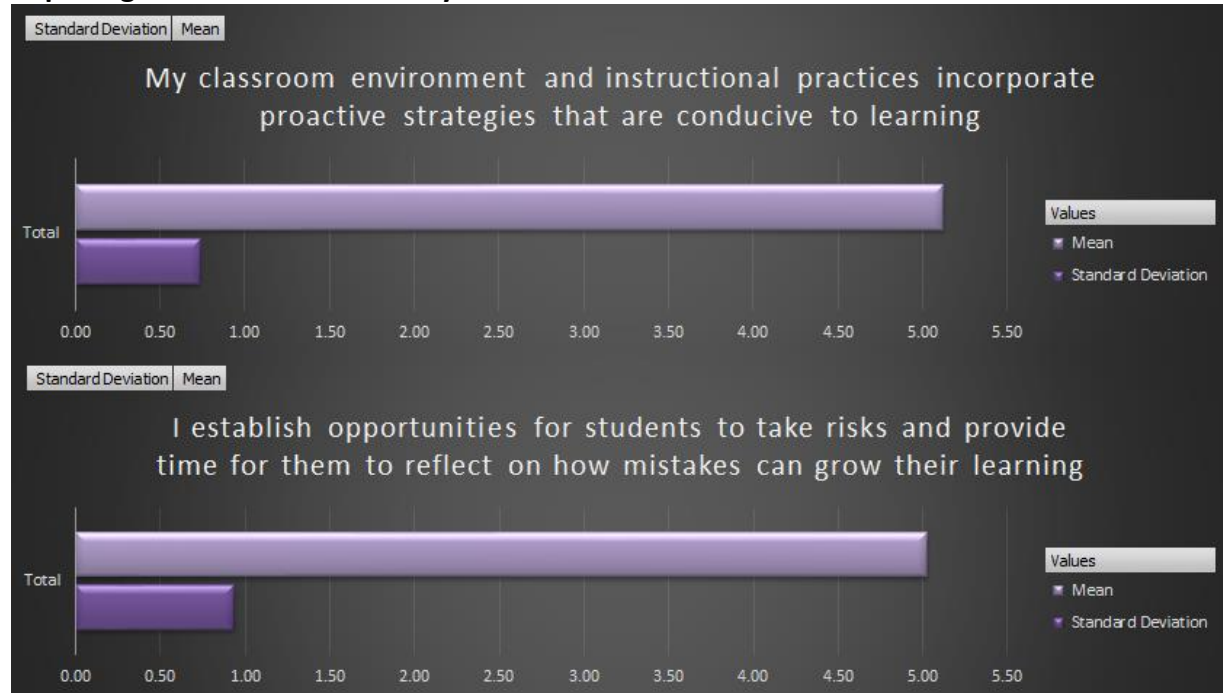 Standard Deviation Mean
My classroom environment and instructional practices incorporate
proactive strategies that are conducive to learning
Total
Values
Mean
Standard Deviation
0.00 0.50 1.00 1.50 2.00 2.50 3.00 3.50 4.00 4.50 5.00 5.50
Standard Deviation Mean
I establish opportunities for students to take risks and provide
time for them to reflect on how mistakes can grow their learning
Total
Values
Mean
Standard Deviation
0.00 0.50 1.00 1.50 2.00 2.50 3.00 3.50 4.00 4.50 5.00 5.50